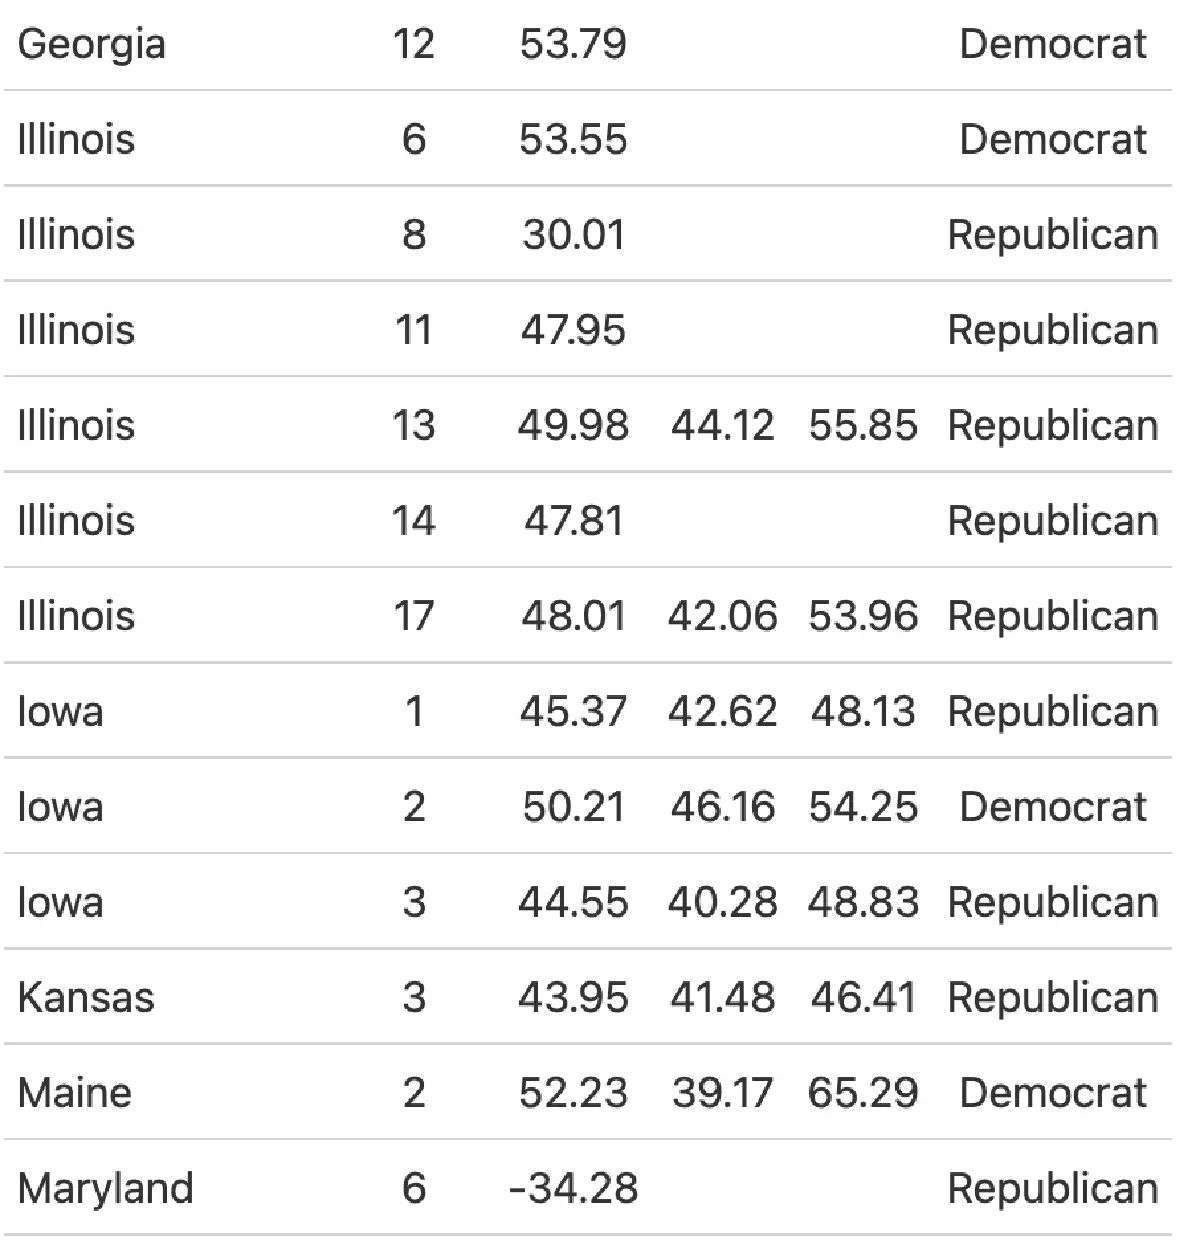 Georgia 12 53.79 Democrat
Illinois 6 53.55 Democrat
Illinois 8 30.01 Republican
Illinois 11 47.95 Republican
Illinois 13 49.98 44.12 55.85 Republican
Illinois 14 47.81 Republican
Illinois 17 48.01 42.06 53.96 Republican
Iowa 1 45.37 42.62 48.13 Republican
Iowa 2 50.21 46.16 54.25 Democrat
Iowa 3 44.55 40.28 48.83 Republican
Kansas 3 43.95 41.48 46.41 Republican
Maine 2 52.23 39.17 65.29 Democrat
Maryland 6 -34.28 Republican